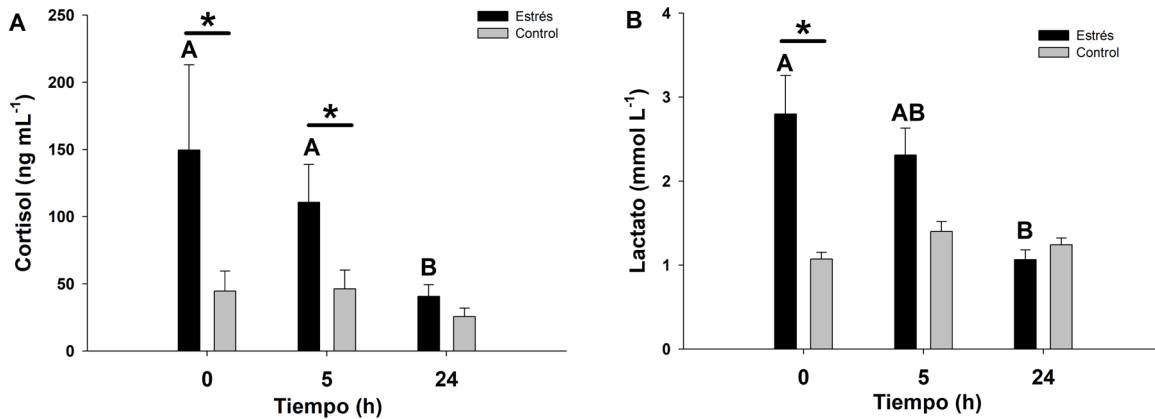 A
Cortisol (ng mL⁻¹)
250
200
150
100
50
0
Estrés
Control
*
A
*
A
B
0
5
24
Tiempo (h)
B
Lactato (mmol L⁻¹)
4
3
2
1
0
Estrés
Control
*
A
AB
B
0
5
24
Tiempo (h)